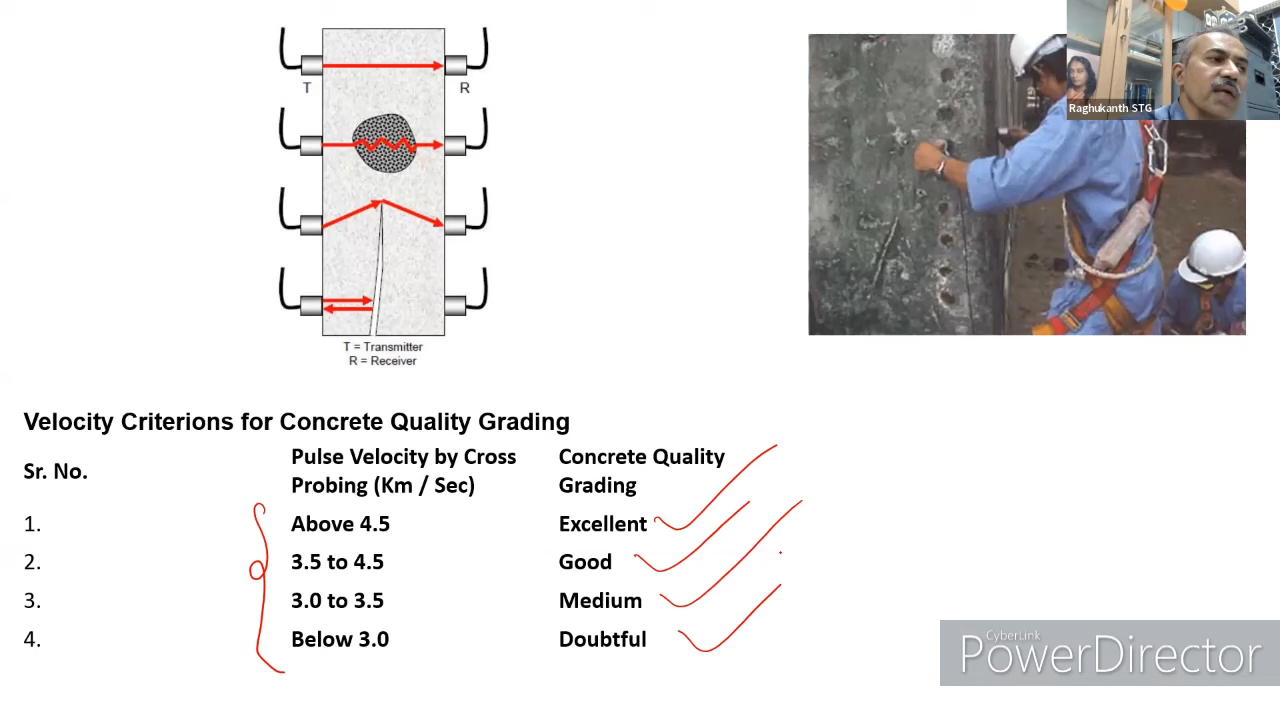 T
R
T = Transmitter
R = Receiver
Raghukanth STG
Velocity Criterions for Concrete Quality Grading
Sr. No.
Pulse Velocity by Cross
Probing (Km / Sec)
Concrete Quality
Grading
1. Above 4.5 Excellent
2. 3.5 to 4.5 Good
3. 3.0 to 3.5 Medium
4. Below 3.0 Doubtful
CyberLink
PowerDirector